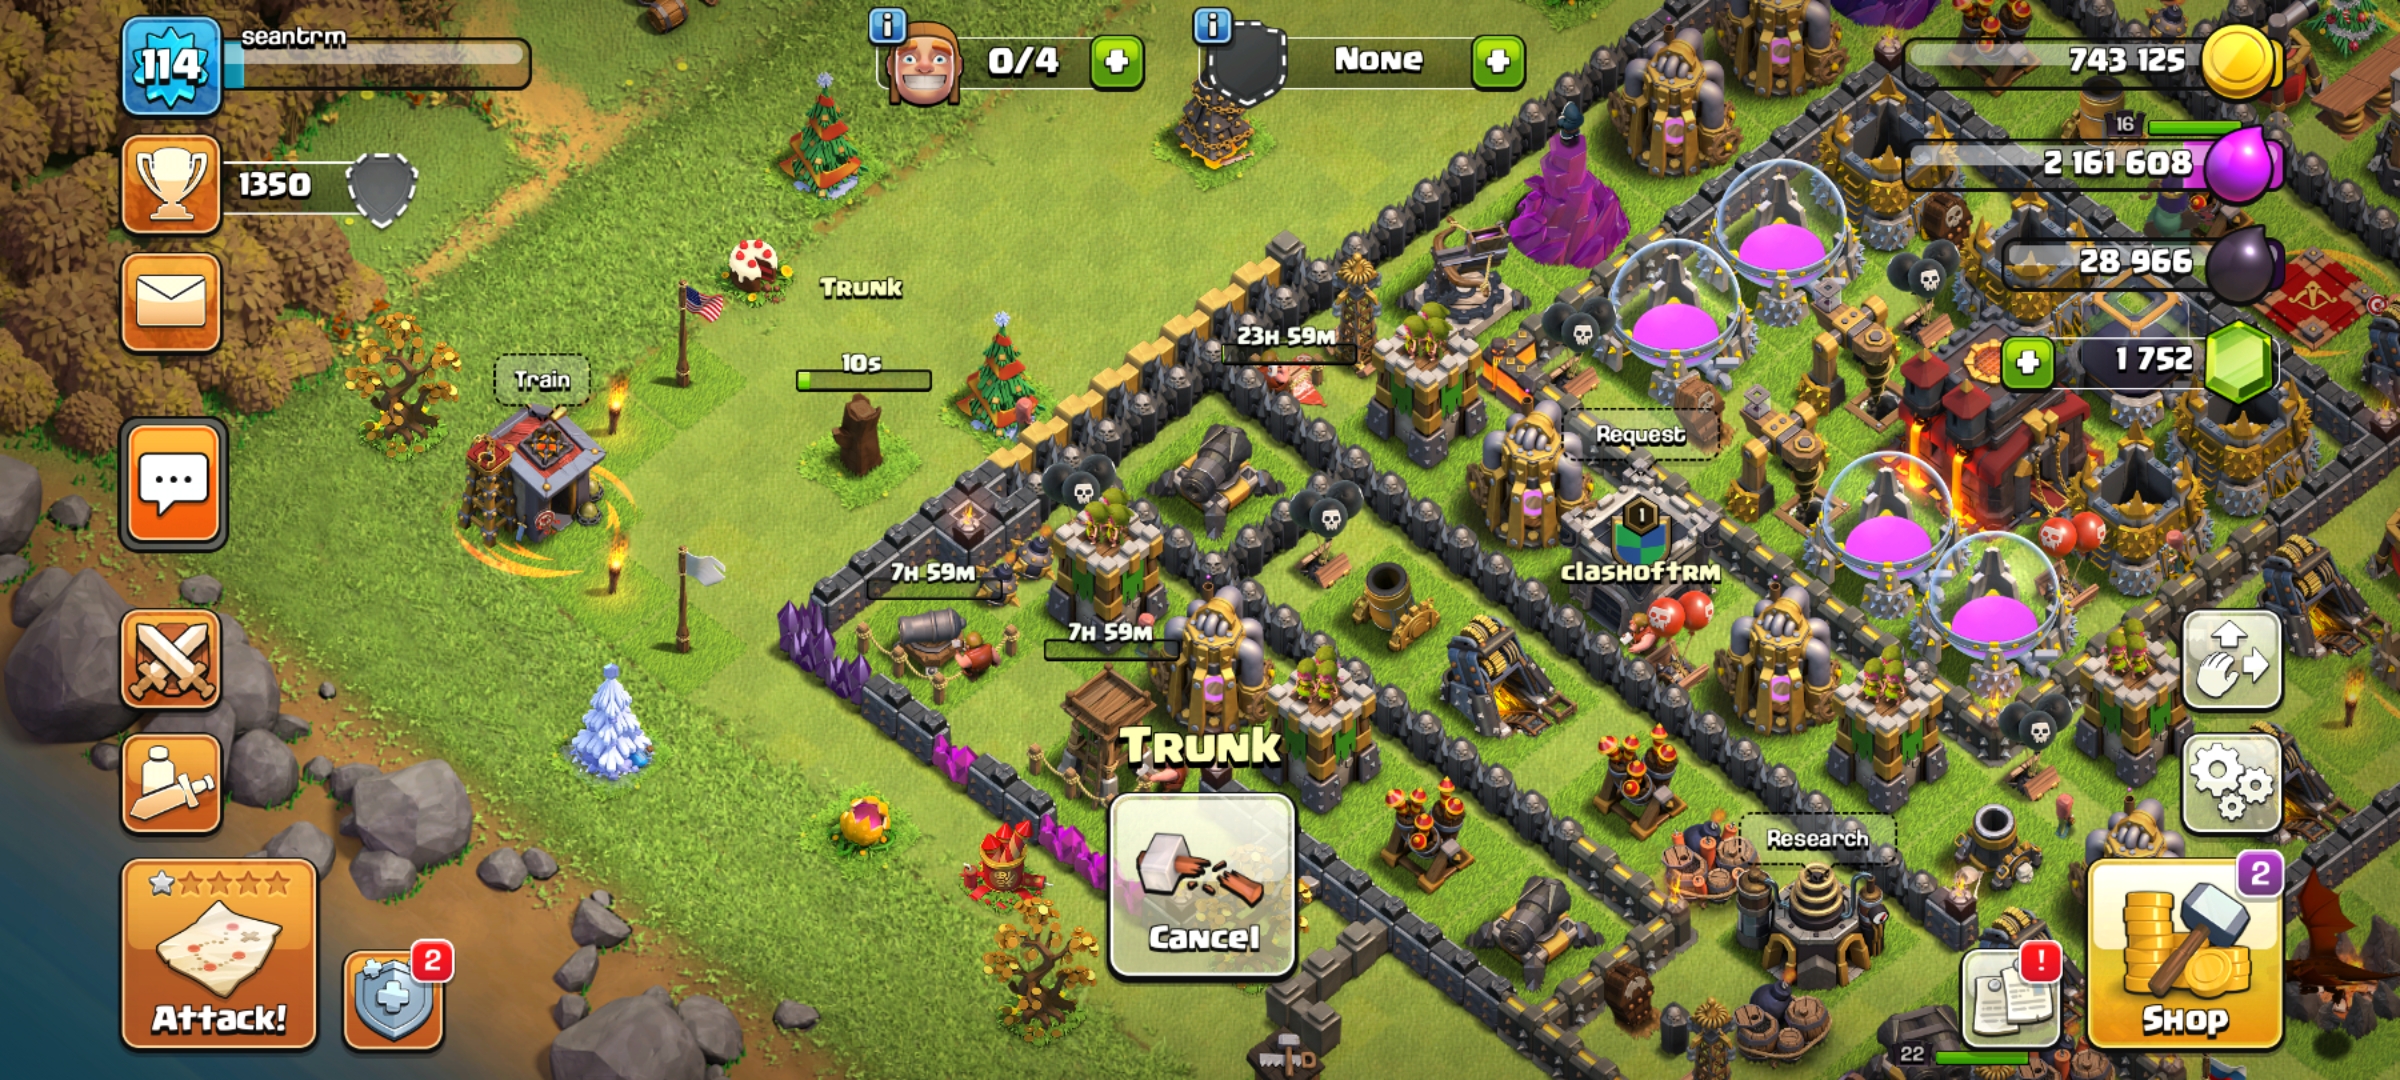 114
seantrm
0/4
None
743 125
16
1350
2 161 608
28 966
Trunk
23h 59m
10s
1 752
Train
Request
1
clashoftRM
7h 59m
7h 59m
Trunk
Research
Cancel
2
Attack!
2
!
Shop
22